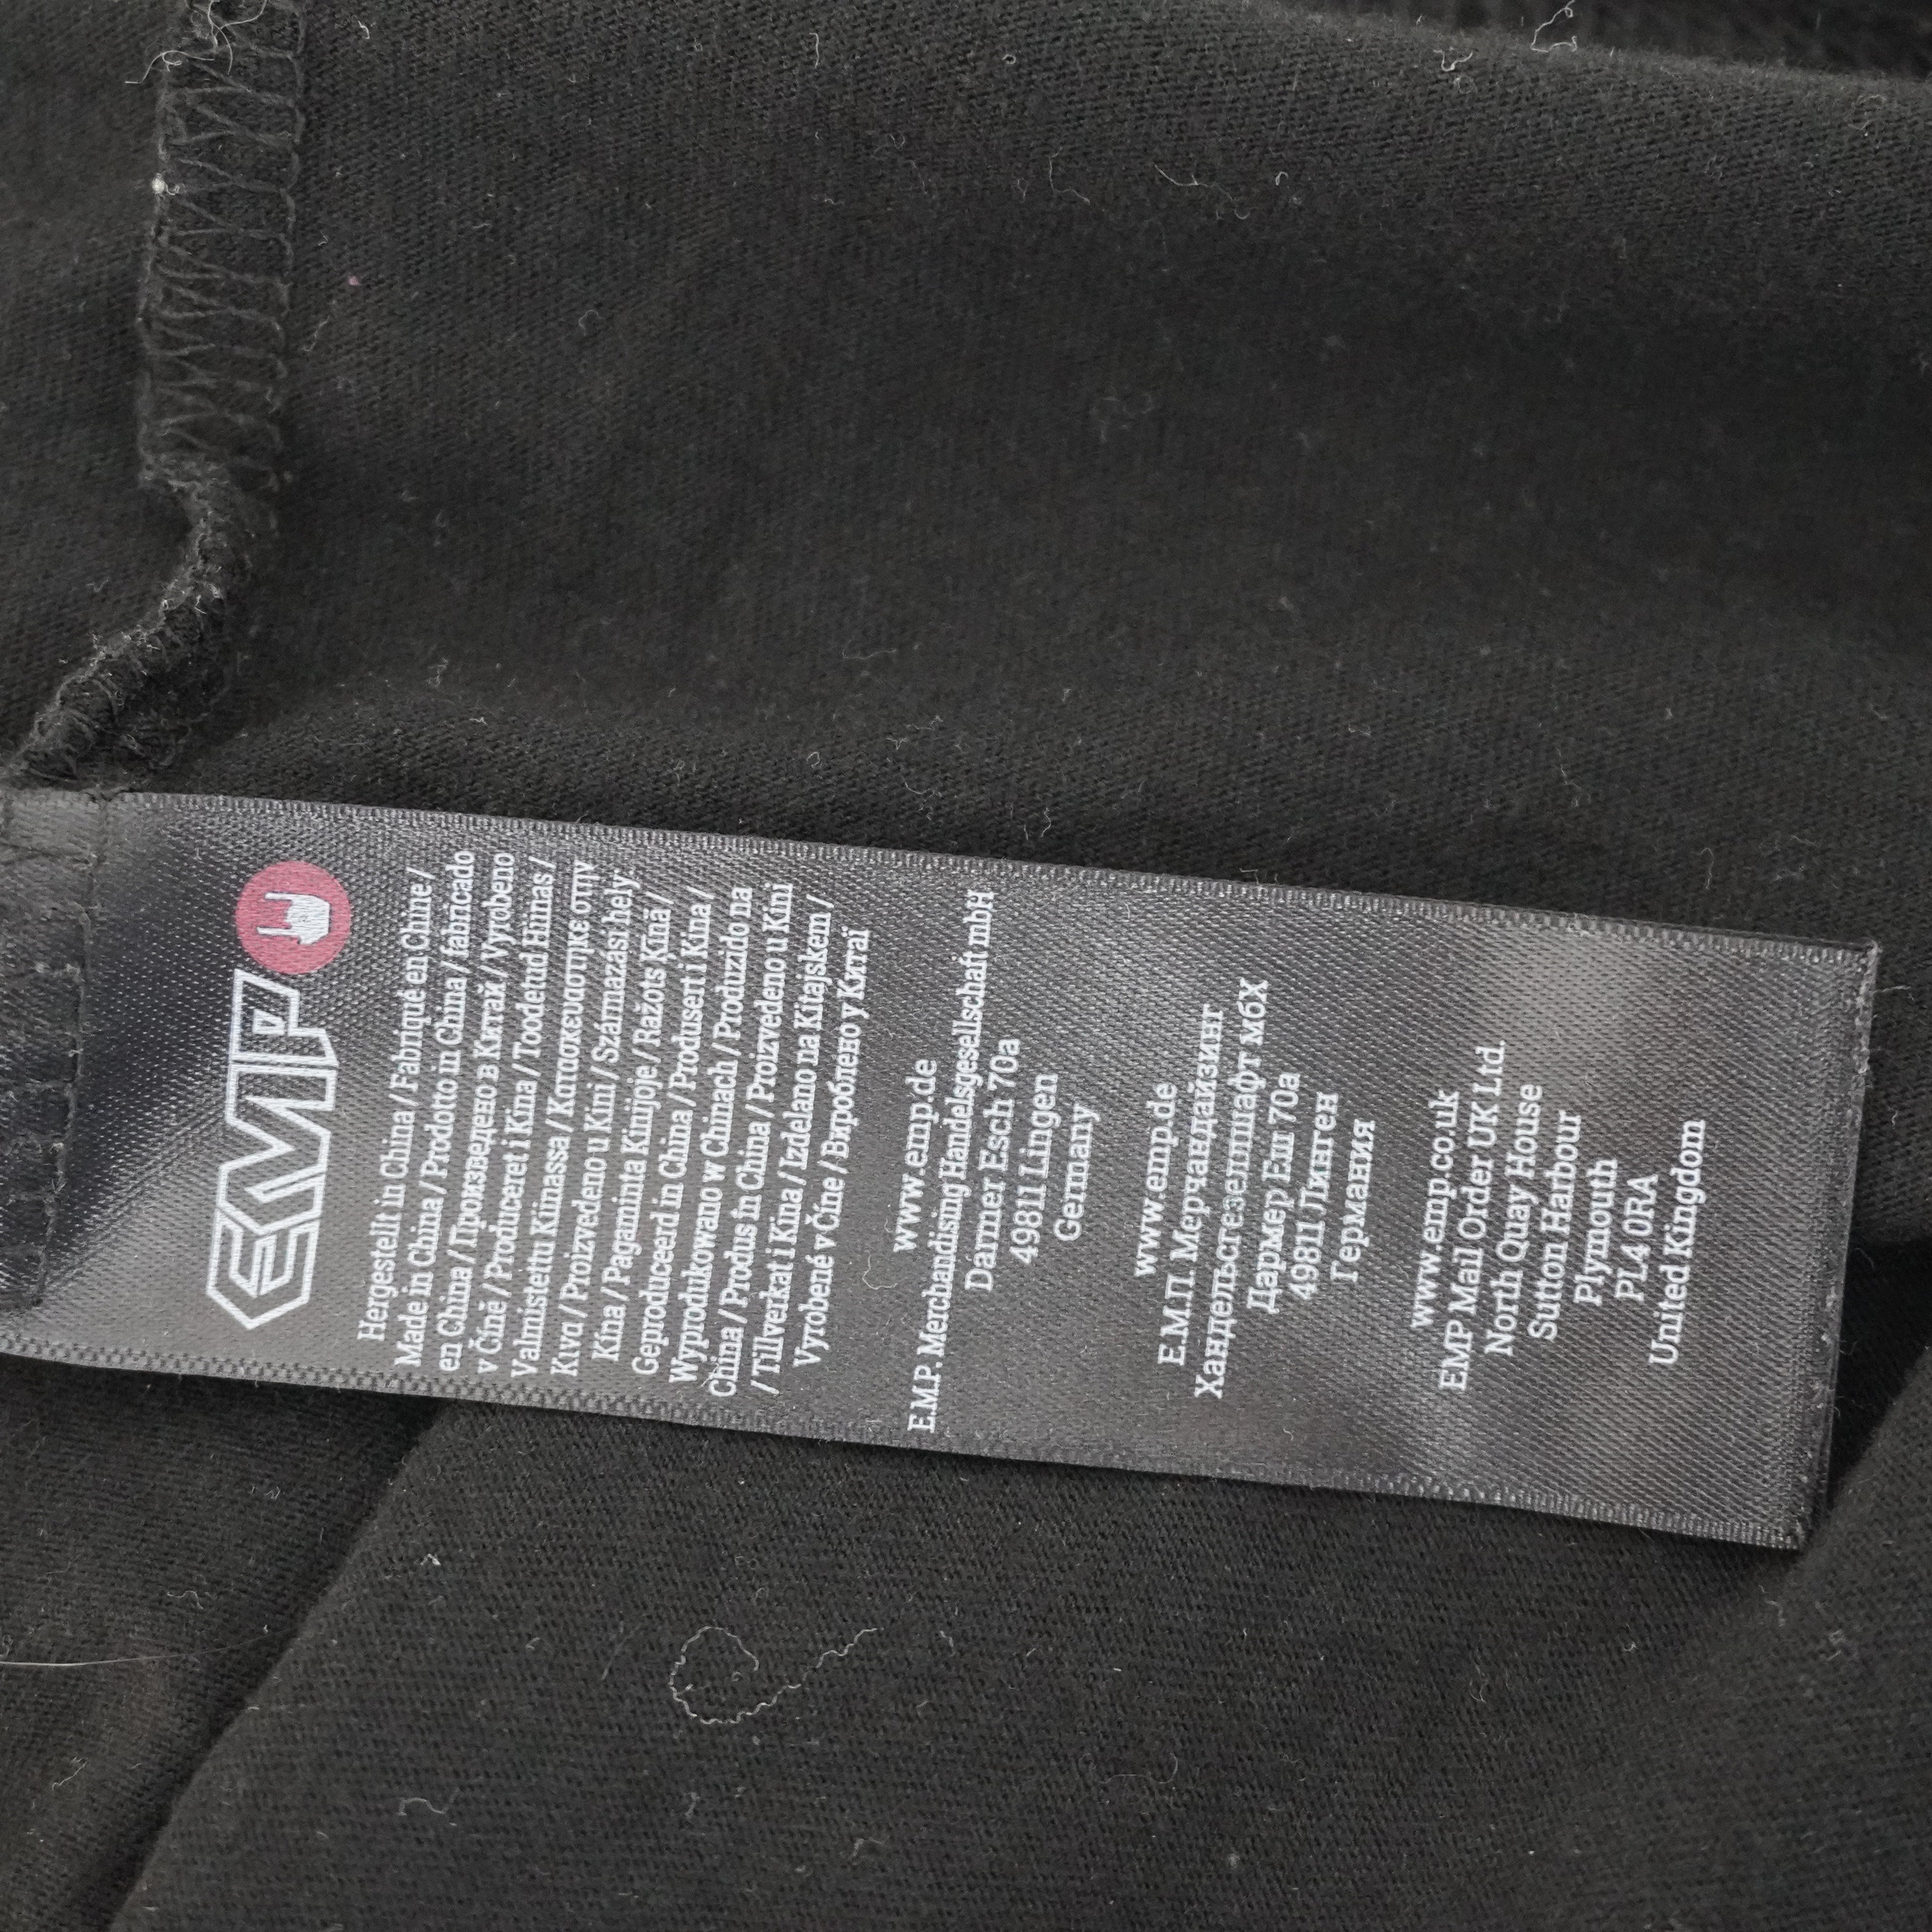 EMP
Hergestellt in China / Fabriqué en Chine /
Made in China / Prodotto in China / fabricado
en China / Произведено в Китай / Vyrobeno
v Číně / Produceret i Kina / Toodetud Hiinas /
Valmistettu Kiinassa / Κατασκευαστηκε στην
Κινα / Proizvedeno u Kini / Származási hely:
Kína / Pagaminta Kinijoje / Ražots Ķīnā /
Geproduceerd in China / Produsert i Kina /
Wyprodukowano w Chinach / Produzido na
China / Produs în China / Proizvedeno u Kini
/ Tillverkat i Kina / Izdelano na Kitajskem /
Vyrobené v Číne / Вироблено у Китаї
www.emp.de
E.M.P. Merchandising Handelsgesellschaft mbH
Darmer Esch 70a
49811 Lingen
Germany
www.emp.de
Е.М.П. Мерчандайзинг
Хандельсгезеллшафт мбХ
Дармер Еш 70а
49811 Линген
Германия
www.emp.co.uk
EMP Mail Order UK Ltd.
North Quay House
Sutton Harbour
Plymouth
PL4 0RA
United Kingdom